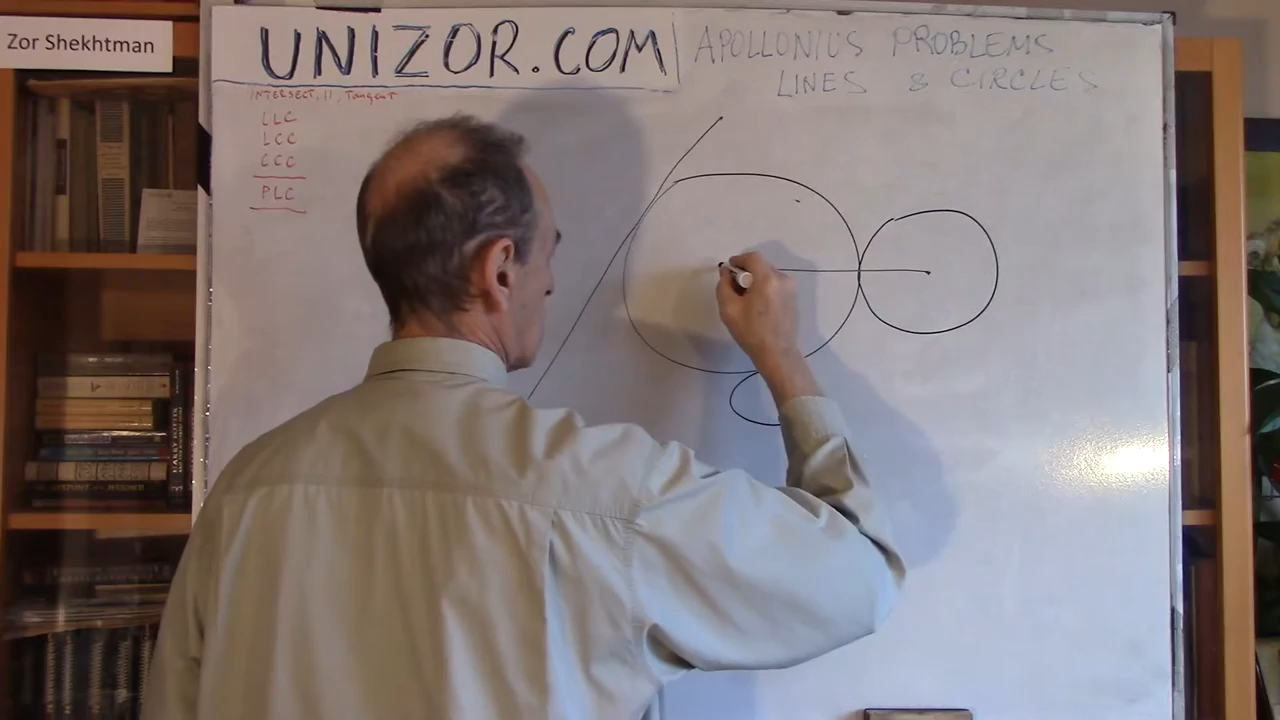 Zor Shekhtman
UNIZOR.COM
APOLLONIUS PROBLEMS
LINES & CIRCLES
INTERSECT, ||, Tangent
LLC
LCC
CCC
PLC